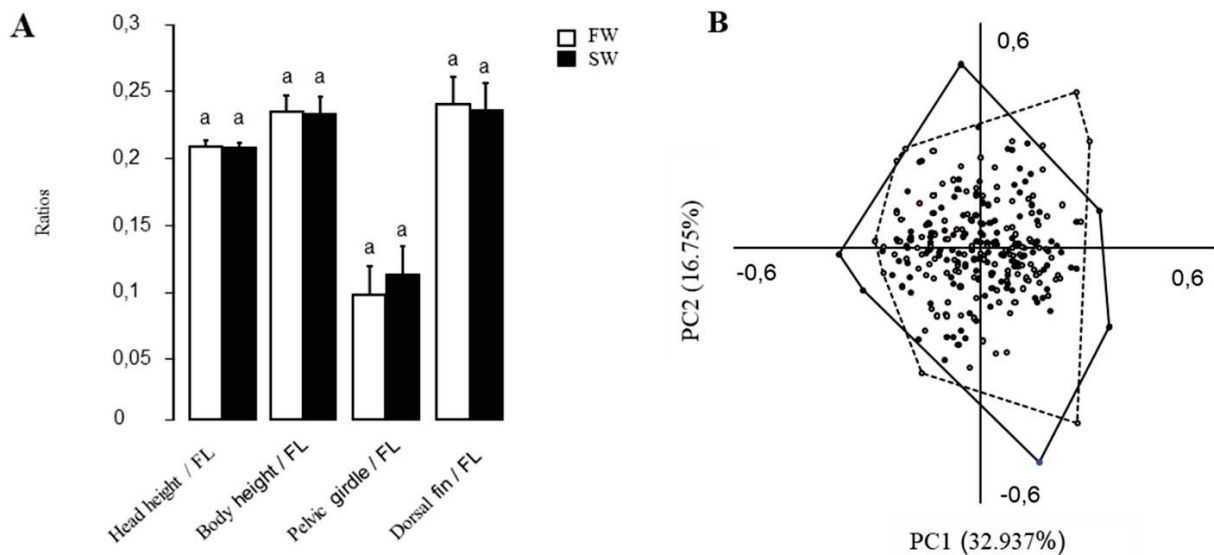 A
Ratios
0,3
0,25
0,2
0,15
0,1
0,05
0
a a a a a a a a
FW
SW
Head height / FL
Body height / FL
Pelvic girdle / FL
Dorsal fin / FL
B
0,6
-0,6
0,6
-0,6
PC2 (16.75%)
PC1 (32.937%)